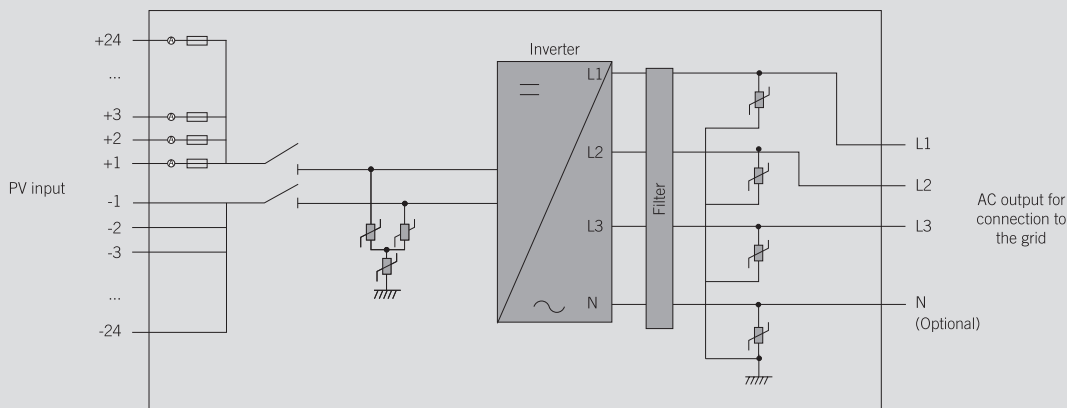 +24
...
+3
+2
+1
PV input
-1
-2
-3
...
-24
A
A
A
A
Inverter
L1
L2
L3
N
Filter
L1
L2
L3
N
(Optional)
AC output for
connection to
the grid